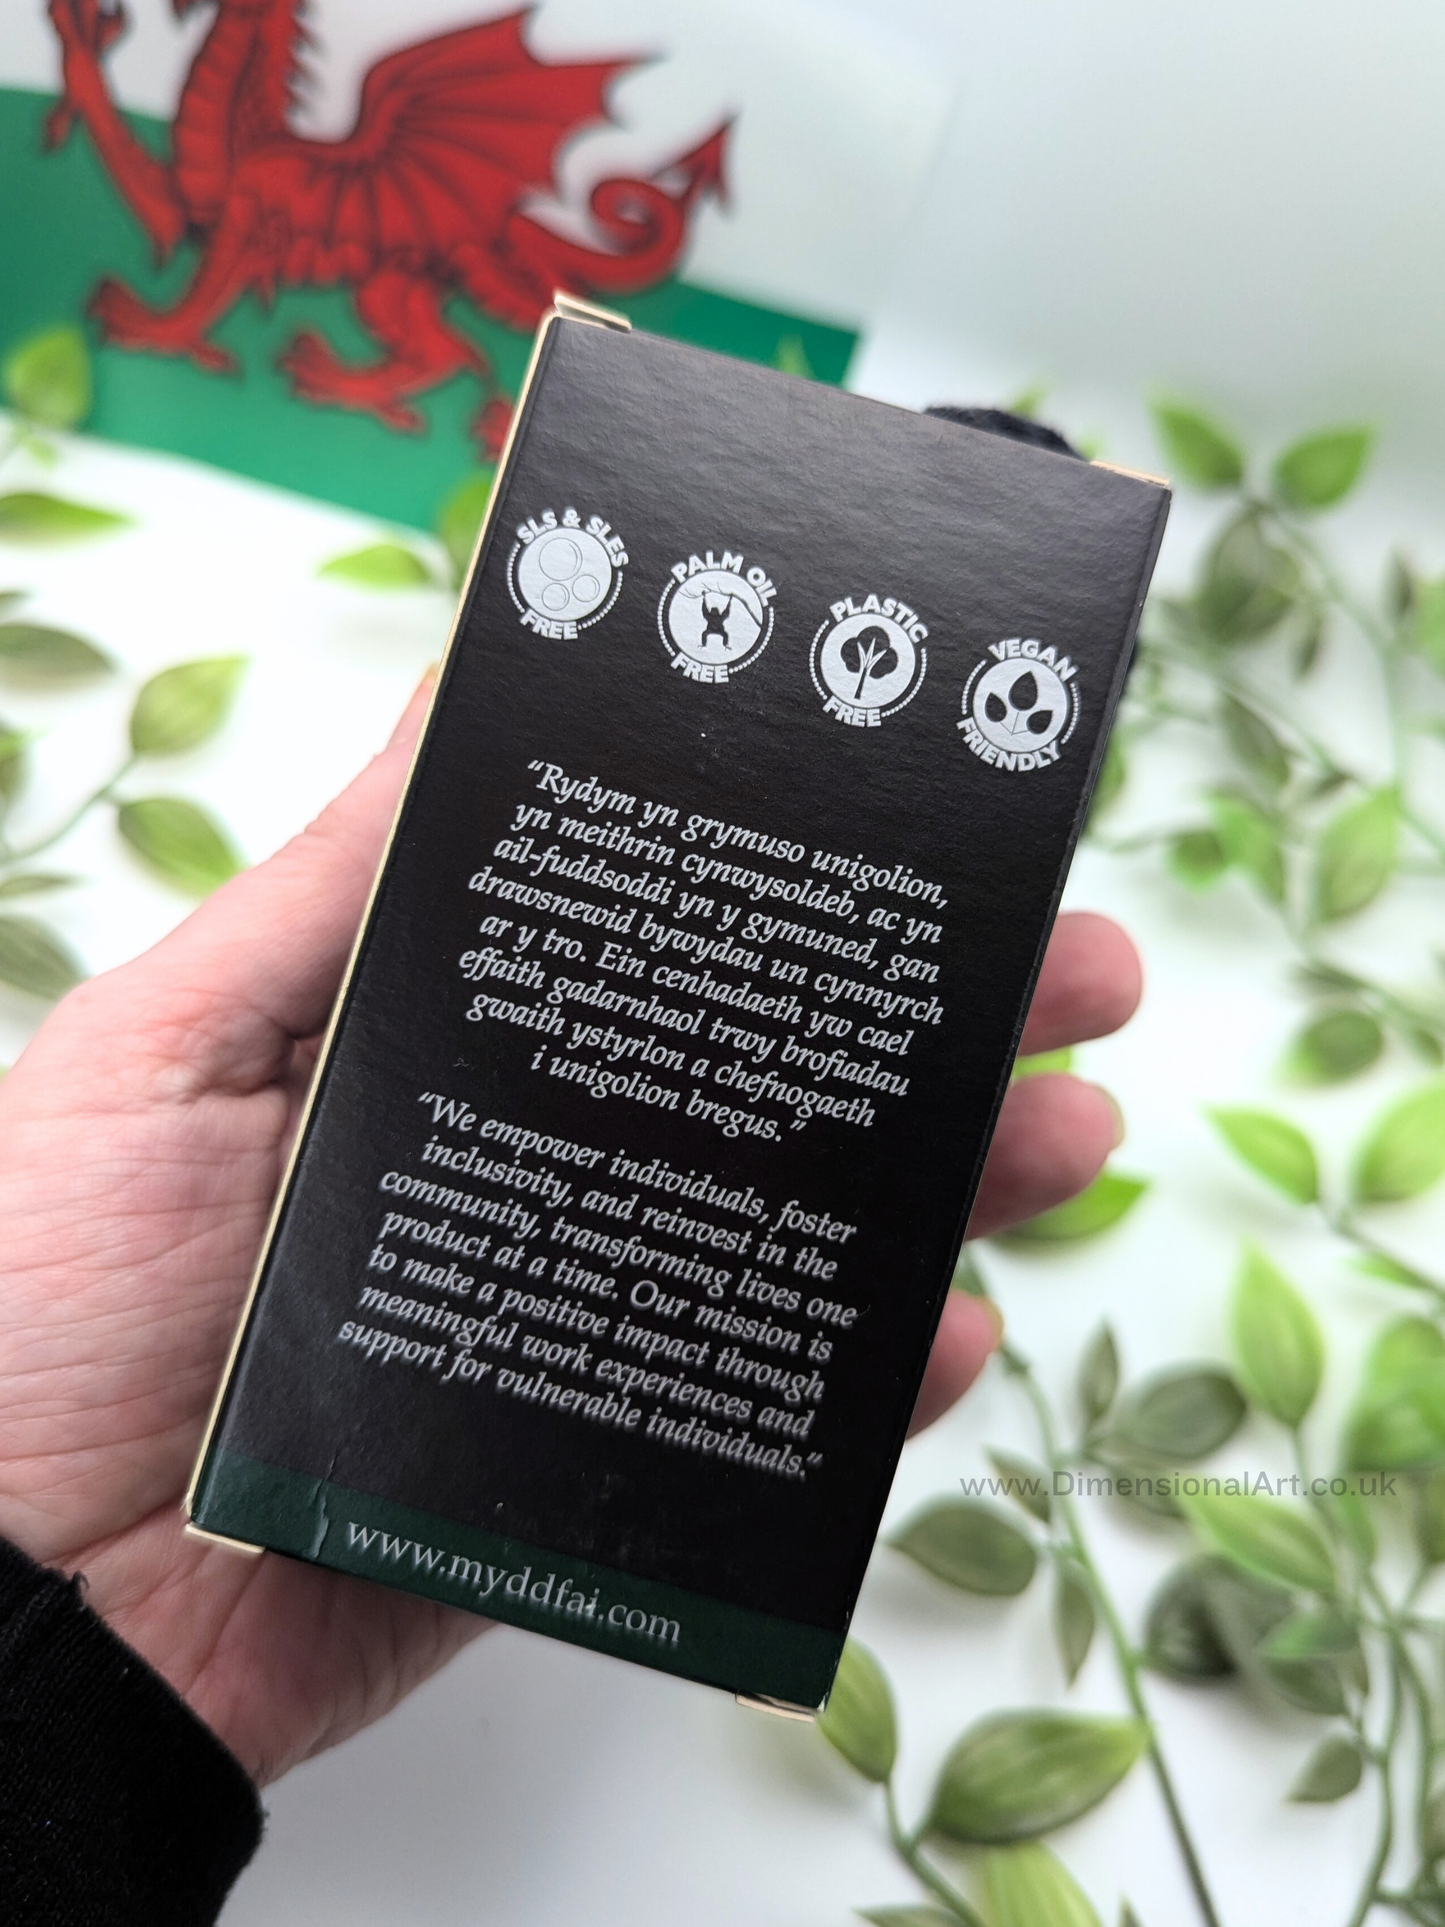 SLS & SLES FREE
PALM OIL FREE
PLASTIC FREE
VEGAN FRIENDLY
“Rydym yn grymuso unigolion,
yn meithrin cynwysoldeb, ac yn
ail-fuddsoddi yn y gymuned, gan
drawsnewid bywydau un cynnyrch
ar y tro. Ein cenhadaeth yw cael
effaith gadarnhaol trwy brofiadau
gwaith ystyrlon a chefnogaeth
i unigolion bregus.”
“We empower individuals, foster
inclusivity, and reinvest in the
community, transforming lives one
product at a time. Our mission is
to make a positive impact through
meaningful work experiences and
support for vulnerable individuals.”
www.DimensionalArt.co.uk
www.myddfai.com